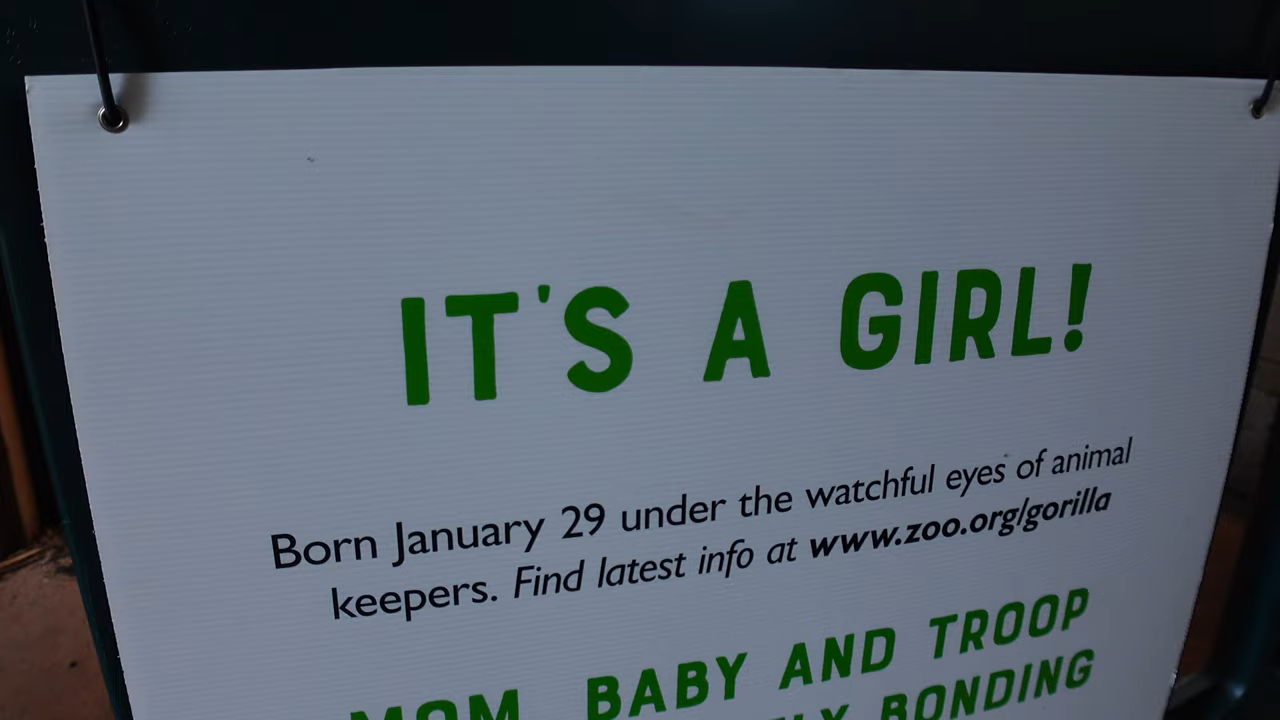 IT'S A GIRL!
Born January 29 under the watchful eyes of animal
keepers. Find latest info at www.zoo.org/gorilla
MOM, BABY AND TROOP
BONDING